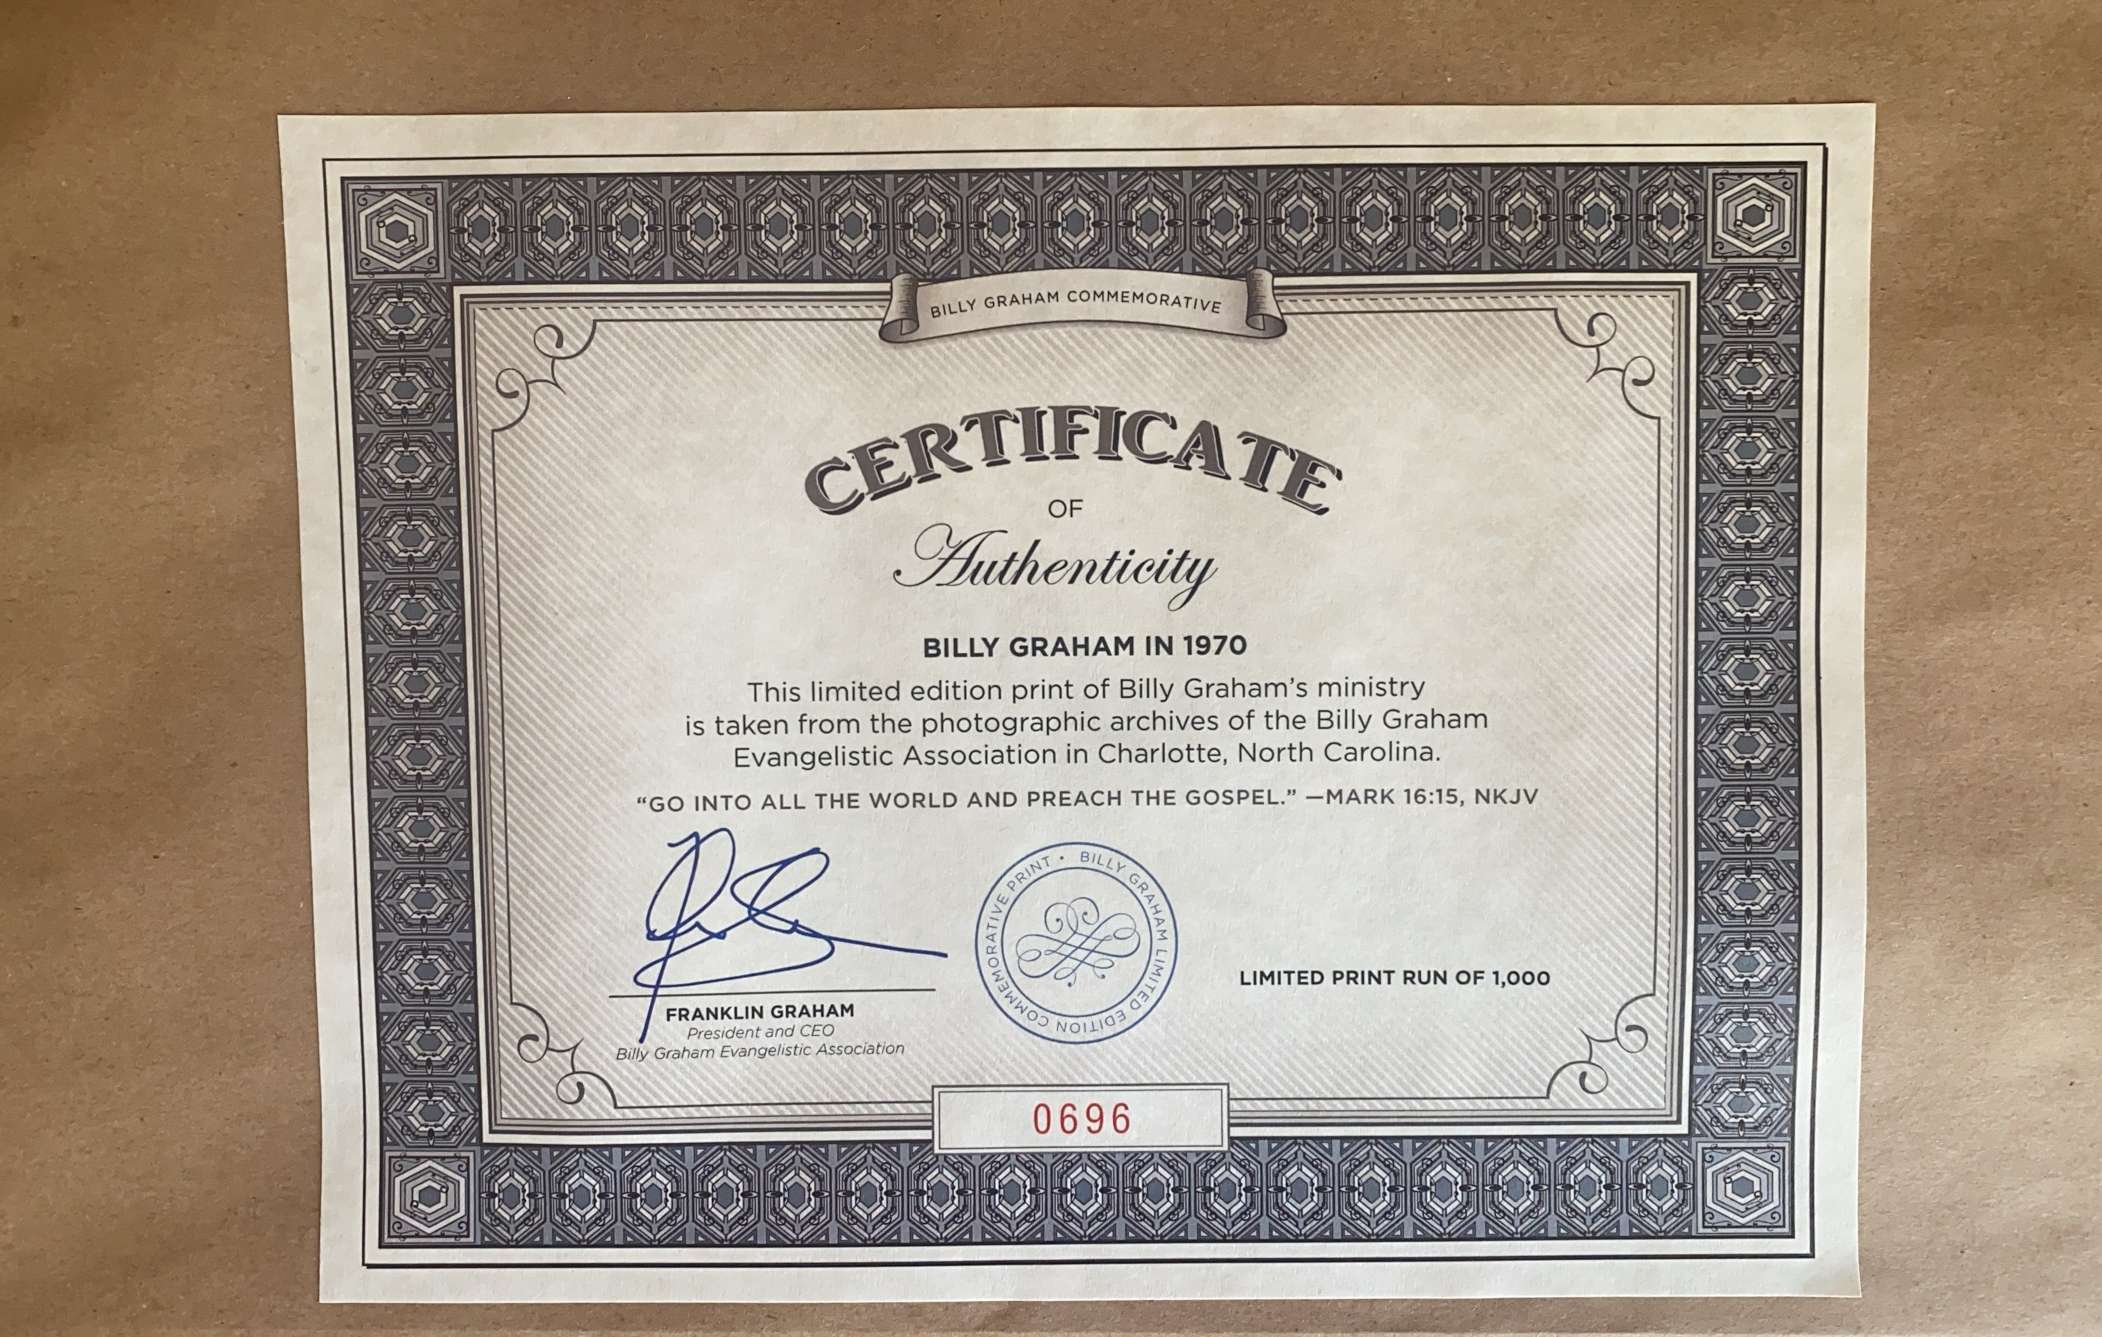 BILLY GRAHAM COMMEMORATIVE
CERTIFICATE
OF
Authenticity
BILLY GRAHAM IN 1970
This limited edition print of Billy Graham’s ministry
is taken from the photographic archives of the Billy Graham
Evangelistic Association in Charlotte, North Carolina.
“GO INTO ALL THE WORLD AND PREACH THE GOSPEL.” —MARK 16:15, NKJV
FRANKLIN GRAHAM
President and CEO
Billy Graham Evangelistic Association
BILLY GRAHAM LIMITED EDITION COMMEMORATIVE PRINT •
LIMITED PRINT RUN OF 1,000
0696